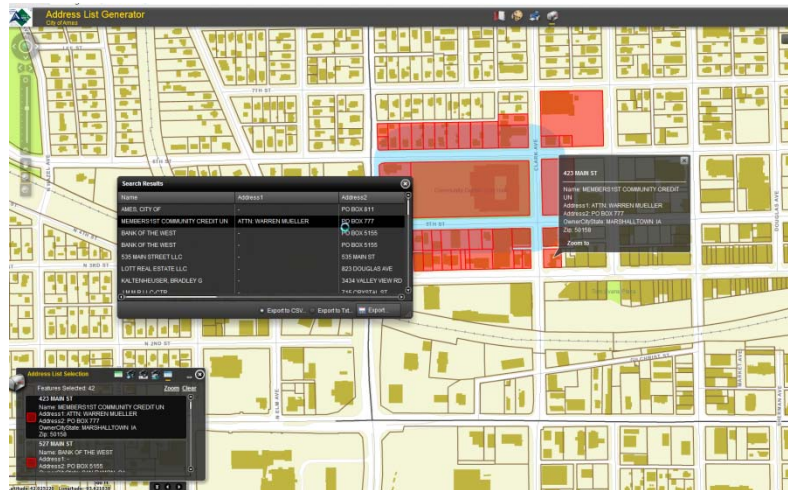 Address List Generator
City of Ames
7TH ST
6TH ST
N HAZEL AVE
CLARK AVE
DOUGLAS AVE
5TH ST
N 4TH ST
N 3RD ST
N 2ND ST
N ELM AVE
SHERMAN AVE
Search Results
Name Address1 Address2
AMES, CITY OF - PO BOX 811
MEMBERS1ST COMMUNITY CREDIT UN ATTN: WARREN MUELLER PO BOX 777
BANK OF THE WEST - PO BOX 5155
BANK OF THE WEST - PO BOX 5155
535 MAIN STREET LLC - 535 MAIN ST
LOTT REAL ESTATE LLC - 823 DOUGLAS AVE
KALTENHEUSER, BRADLEY G - 3434 VALLEY VIEW RD
Export to CSV... Export to Txt... Export...
423 MAIN ST
Name: MEMBERS1ST COMMUNITY CREDIT
UN
Address1: ATTN: WARREN MUELLER
Address2: PO BOX 777
OwnerCityState: MARSHALLTOWN IA
Zip: 50158
Zoom to
Address List Selection
Features Selected: 42
Zoom Clear
423 MAIN ST
Name: MEMBERS1ST COMMUNITY CREDIT UN
Address1: ATTN: WARREN MUELLER
Address2: PO BOX 777
OwnerCityState: MARSHALLTOWN IA
Zip: 50158
527 MAIN ST
Name: BANK OF THE WEST
Address1: -
Address2: PO BOX 5155